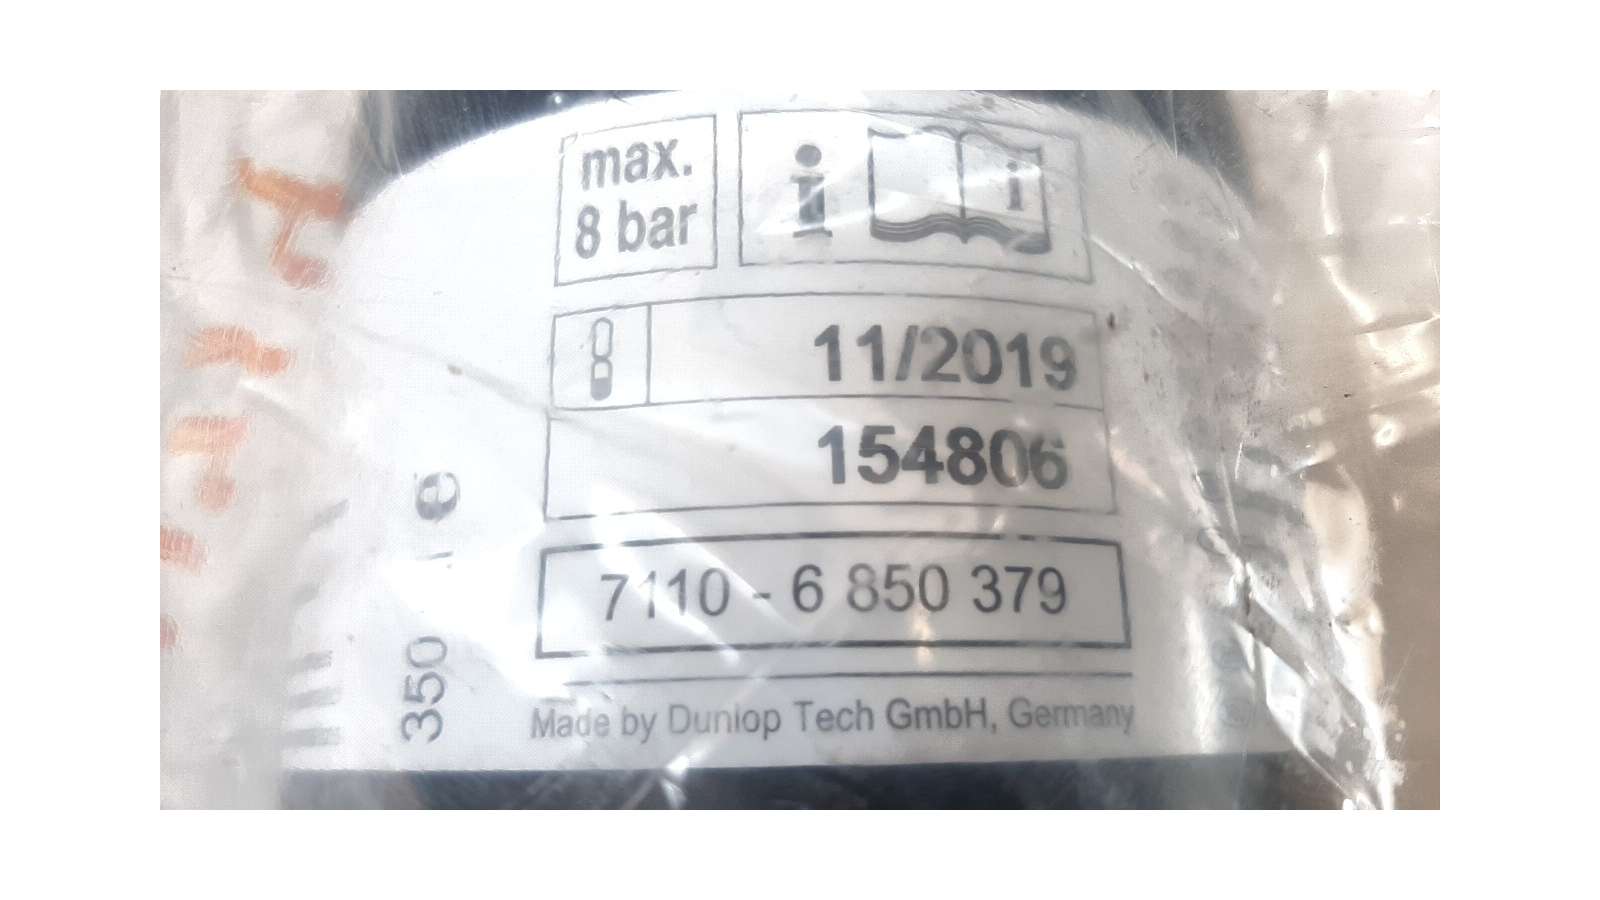 max.
8 bar
i
i
11/2019
154806
7110 - 6 850 379
Made by Dunlop Tech GmbH, Germany
350 e